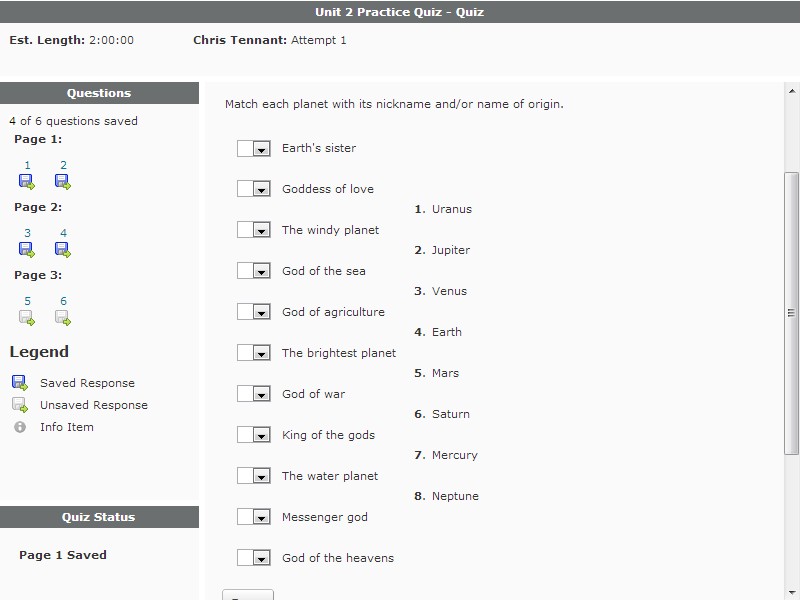 Unit 2 Practice Quiz - Quiz
Est. Length: 2:00:00
Chris Tennant: Attempt 1
Questions
4 of 6 questions saved
Page 1:
1 2
Page 2:
3 4
Page 3:
5 6
Legend
Saved Response
Unsaved Response
Info Item
Quiz Status
Page 1 Saved
Match each planet with its nickname and/or name of origin.
Earth's sister
Goddess of love
The windy planet
God of the sea
God of agriculture
The brightest planet
God of war
King of the gods
The water planet
Messenger god
God of the heavens
1. Uranus
2. Jupiter
3. Venus
4. Earth
5. Mars
6. Saturn
7. Mercury
8. Neptune